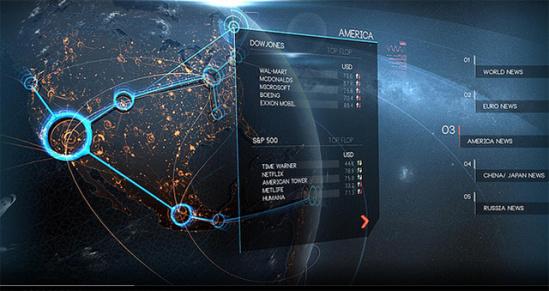 AMERICA
DOWJONES
TOP FLOP
USD
WAL-MART
MCDONALDS
MICROSOFT
BOEING
EXXON MOBIL
S&P 500
TOP FLOP
USD
TIME WARNER
NETFLIX
AMERICAN TOWER
METLIFE
HUMANA
01
WORLD NEWS
02
EURO NEWS
03
AMERICA NEWS
04
CHINA/ JAPAN NEWS
05
RUSSIA NEWS